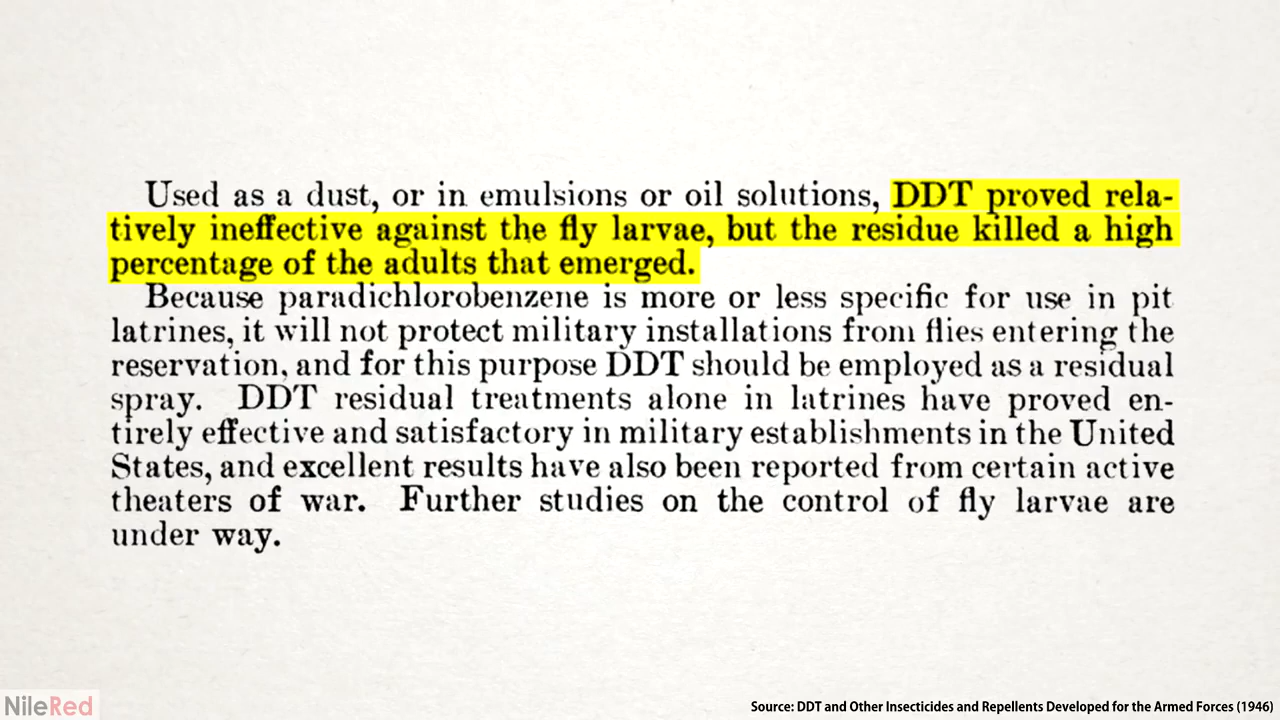 Used as a dust, or in emulsions or oil solutions, DDT proved rela-
tively ineffective against the fly larvae, but the residue killed a high
percentage of the adults that emerged.
Because paradichlorobenzene is more or less specific for use in pit
latrines, it will not protect military installations from flies entering the
reservation, and for this purpose DDT should be employed as a residual
spray. DDT residual treatments alone in latrines have proved en-
tirely effective and satisfactory in military establishments in the United
States, and excellent results have also been reported from certain active
theaters of war. Further studies on the control of fly larvae are
under way.
NileRed
Source: DDT and Other Insecticides and Repellents Developed for the Armed Forces (1946)